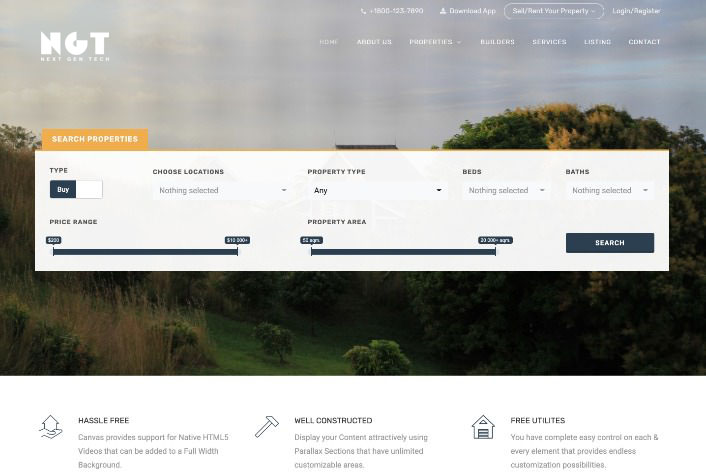 +1800-123-7890 Download App Sell/Rent Your Property Login/Register
NGT
NEXT GEN TECH
HOME ABOUT US PROPERTIES BUILDERS SERVICES LISTING CONTACT
SEARCH PROPERTIES
TYPE CHOOSE LOCATIONS PROPERTY TYPE BEDS BATHS
Buy Nothing selected Any Nothing selected Nothing selected
PRICE RANGE PROPERTY AREA
$200 $10 000+ 50 sqm. 20 000+ sqm.
SEARCH
HASSLE FREE
Canvas provides support for Native HTML5
Videos that can be added to a Full Width
Background.
WELL CONSTRUCTED
Display your Content attractively using
Parallax Sections that have unlimited
customizable areas.
FREE UTILITES
You have complete easy control on each &
every element that provides endless
customization possibilities.